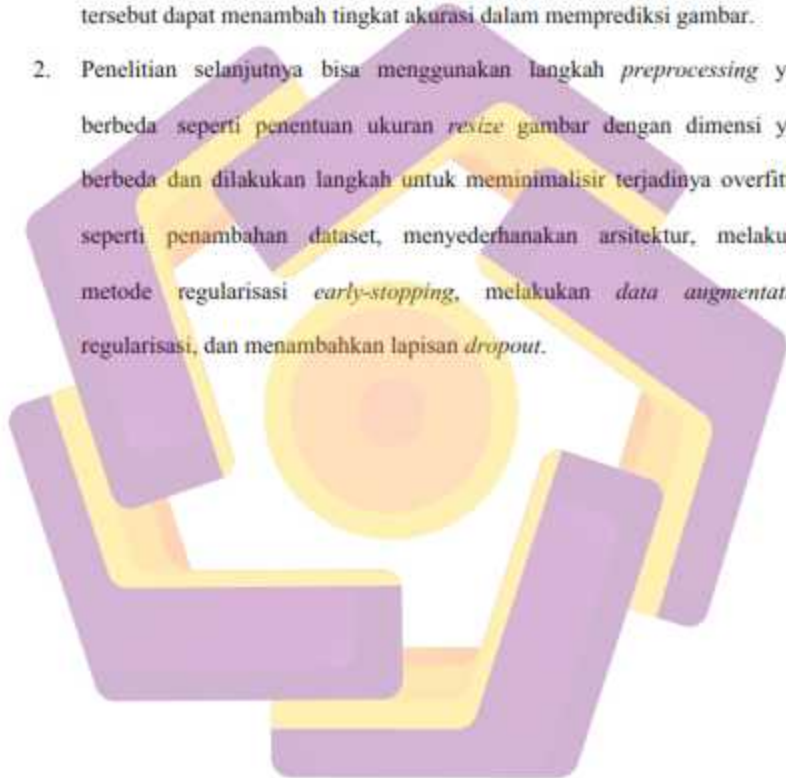 tersebut dapat menambah tingkat akurasi dalam memprediksi gambar.
2. Penelitian selanjutnya bisa menggunakan langkah preprocessing y
berbeda seperti penentuan ukuran resize gambar dengan dimensi y
berbeda dan dilakukan langkah untuk meminimalisir terjadinya overfit
seperti penambahan dataset, menyederhanakan arsitektur, melaku
metode regularisasi early-stopping, melakukan data augmentat
regularisasi, dan menambahkan lapisan dropout.